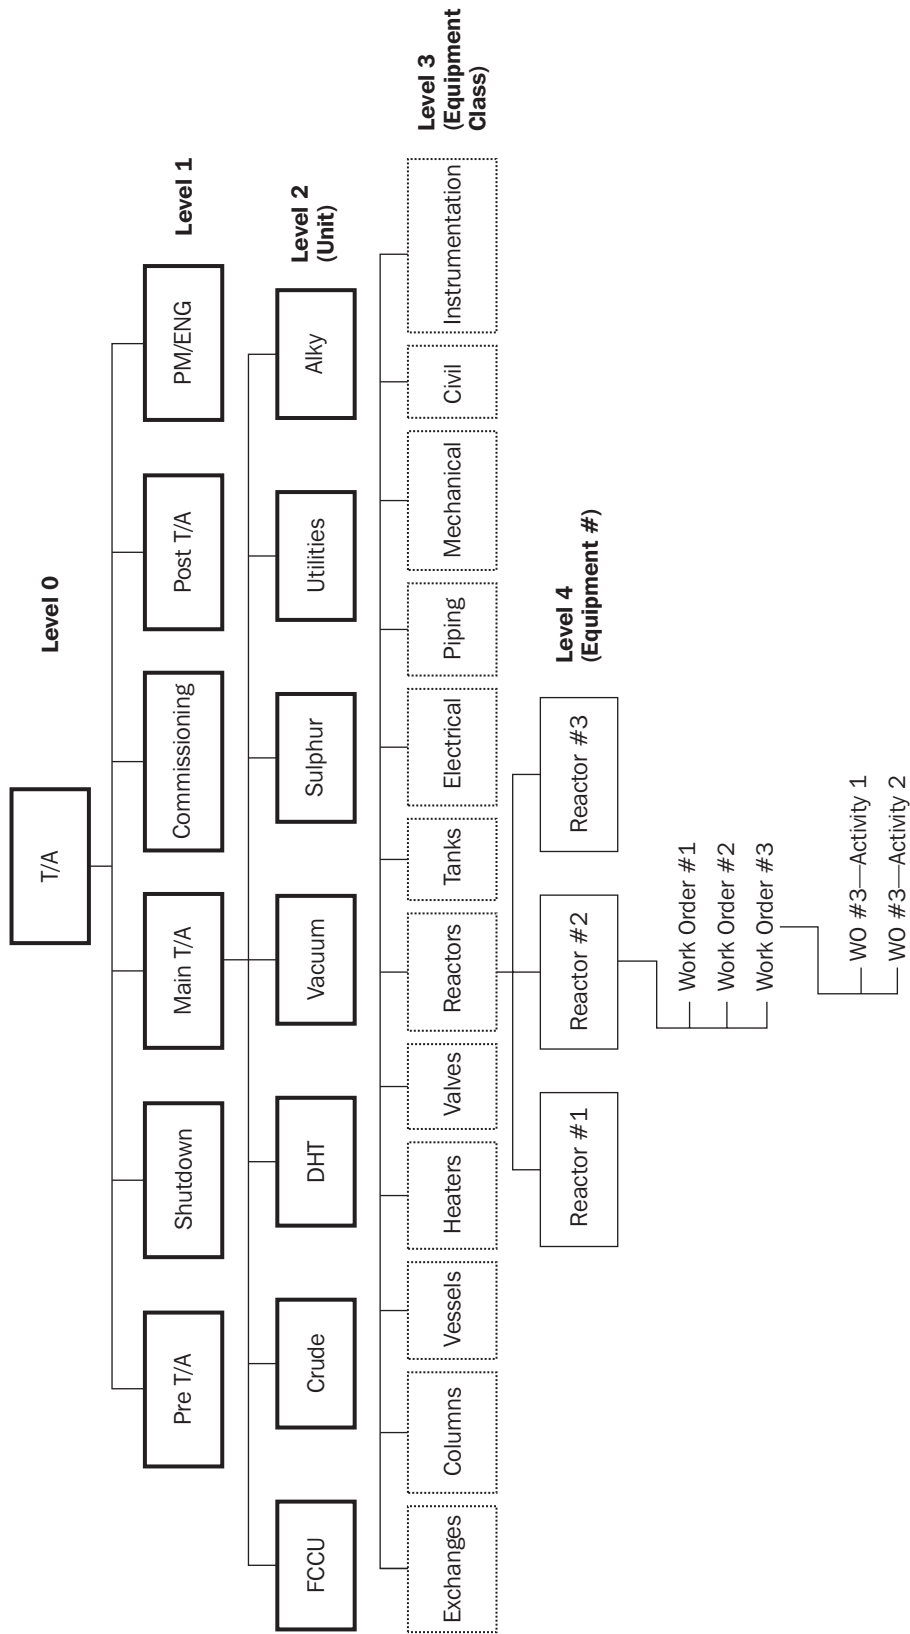 Level 0
T/A
Level 1
Pre T/A
Shutdown
Main T/A
Commissioning
Post T/A
PM/ENG
Level 2
(Unit)
FCCU
Crude
DHT
Vacuum
Sulphur
Utilities
Alky
Level 3
(Equipment
Class)
Exchanges
Columns
Vessels
Heaters
Valves
Reactors
Tanks
Electrical
Piping
Mechanical
Civil
Instrumentation
Level 4
(Equipment #)
Reactor #1
Reactor #2
Reactor #3
Work Order #1
Work Order #2
Work Order #3
WO #3—Activity 1
WO #3—Activity 2